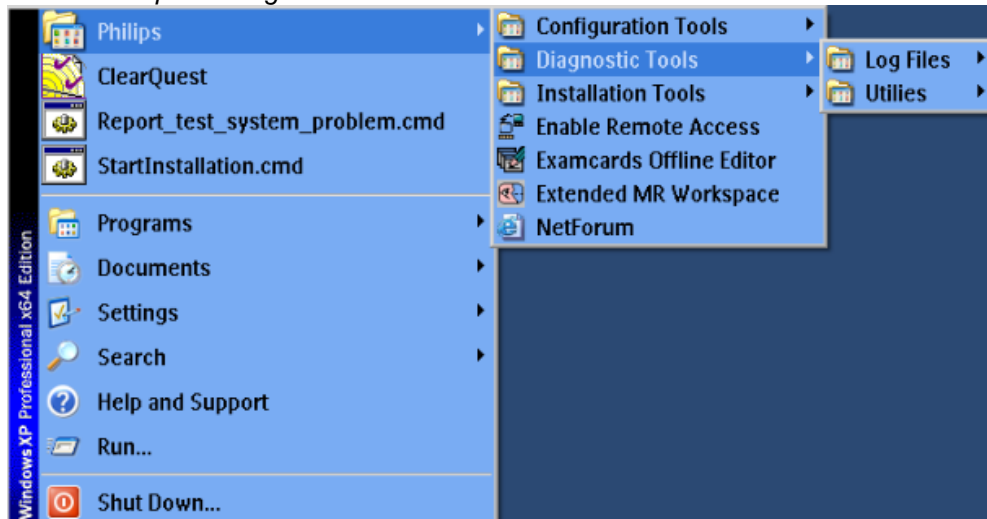 Philips
ClearQuest
Report_test_system_problem.cmd
StartInstallation.cmd
Programs
Documents
Settings
Search
Help and Support
Run...
Shut Down...
Windows XP Professional x64 Edition
Configuration Tools
Diagnostic Tools
Installation Tools
Enable Remote Access
Examcards Offline Editor
Extended MR Workspace
NetForum
Log Files
Utilies